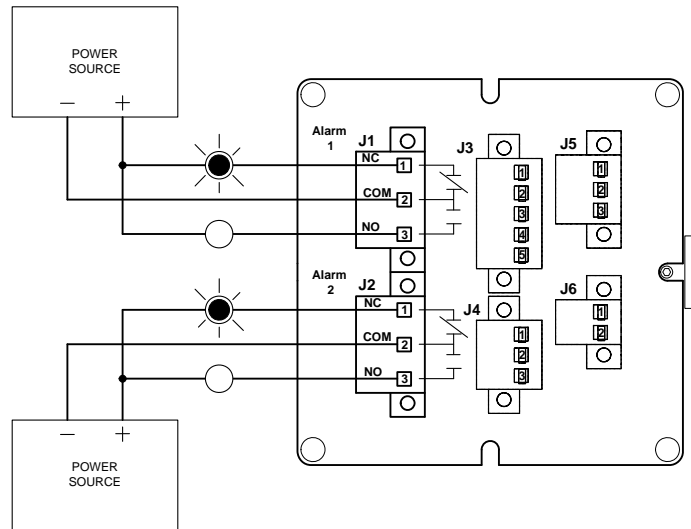 POWER
SOURCE
− +
Alarm
1
J1
NC
1
COM
2
NO
3
J3
1
2
3
4
5
J5
1
2
3
Alarm
2
J2
NC
1
COM
2
NO
3
J4
1
2
3
J6
1
2
− +
POWER
SOURCE